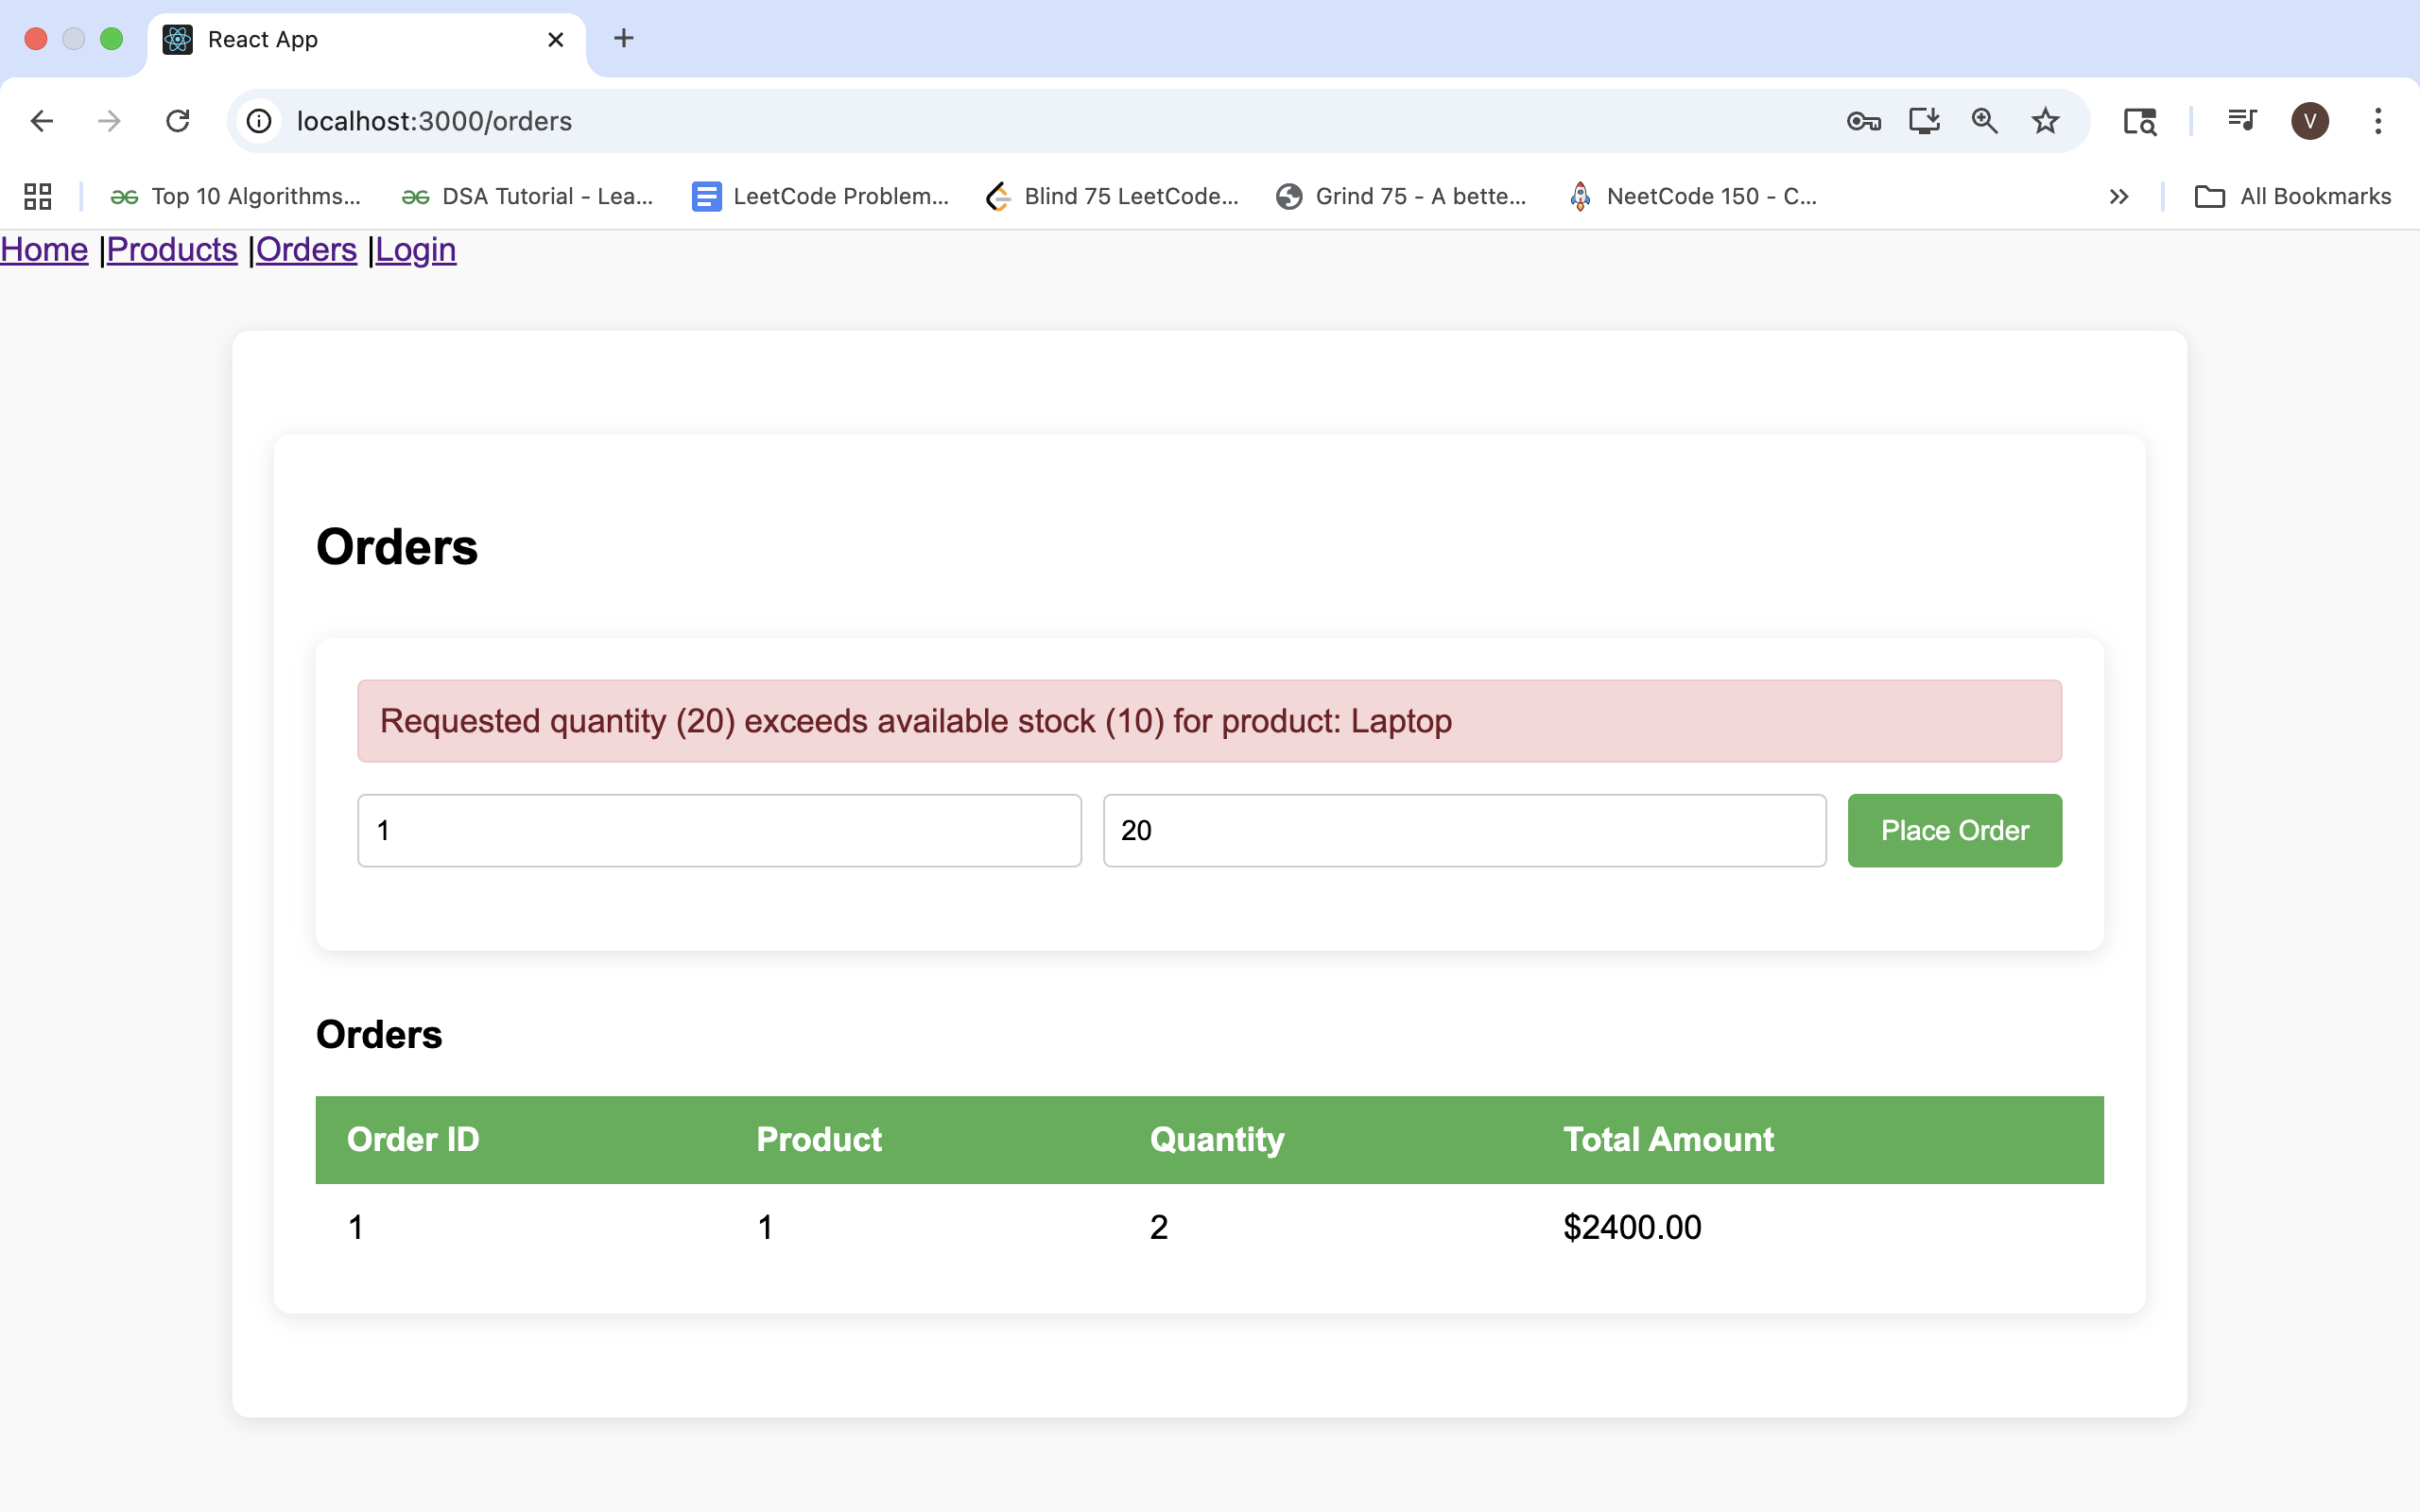 React App
localhost:3000/orders
V
Top 10 Algorithms... DSA Tutorial - Lea... LeetCode Problem... Blind 75 LeetCode... Grind 75 - A bette... NeetCode 150 - C... All Bookmarks
Home |Products |Orders |Login
Orders
Requested quantity (20) exceeds available stock (10) for product: Laptop
1 20 Place Order
Orders
Order ID Product Quantity Total Amount
1 1 2 $2400.00